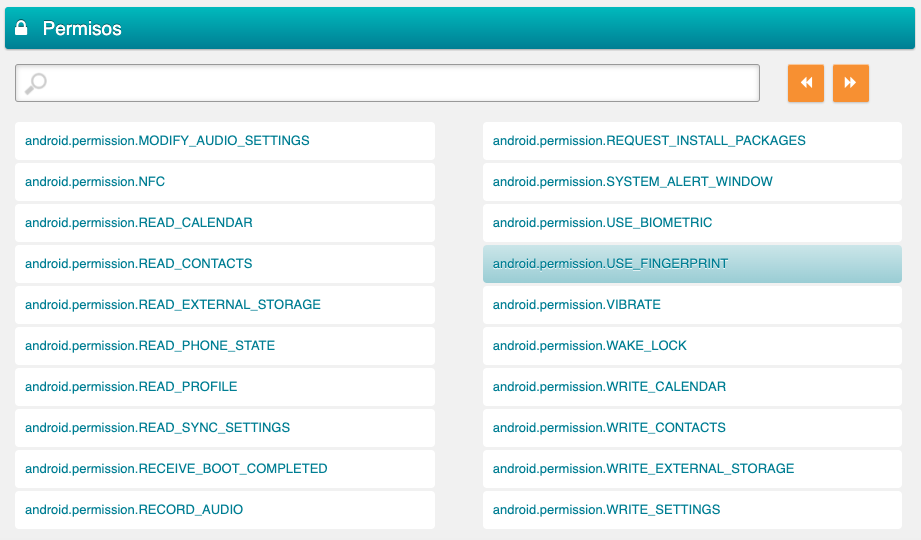 Permisos
android.permission.MODIFY_AUDIO_SETTINGS
android.permission.NFC
android.permission.READ_CALENDAR
android.permission.READ_CONTACTS
android.permission.READ_EXTERNAL_STORAGE
android.permission.READ_PHONE_STATE
android.permission.READ_PROFILE
android.permission.READ_SYNC_SETTINGS
android.permission.RECEIVE_BOOT_COMPLETED
android.permission.RECORD_AUDIO
android.permission.REQUEST_INSTALL_PACKAGES
android.permission.SYSTEM_ALERT_WINDOW
android.permission.USE_BIOMETRIC
android.permission.USE_FINGERPRINT
android.permission.VIBRATE
android.permission.WAKE_LOCK
android.permission.WRITE_CALENDAR
android.permission.WRITE_CONTACTS
android.permission.WRITE_EXTERNAL_STORAGE
android.permission.WRITE_SETTINGS